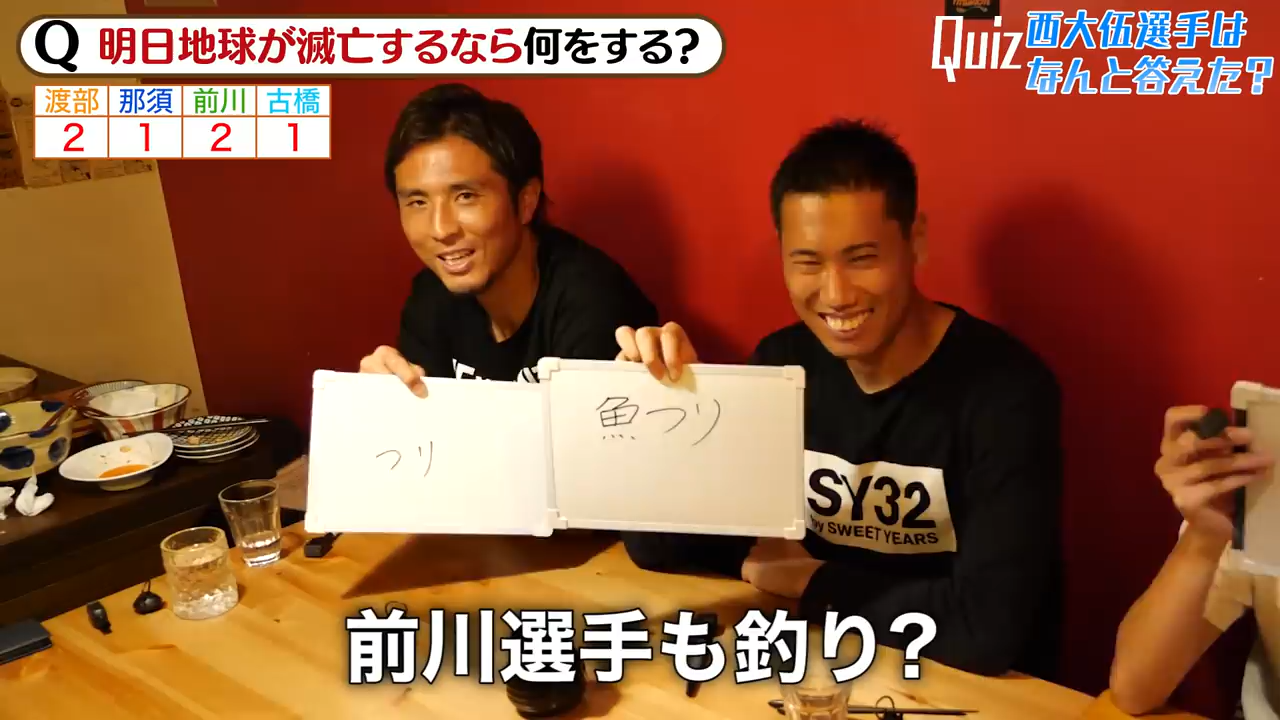 Q 明日地球が滅亡するなら何をする?
Quiz 西大伍選手は
なんと答えた?
渡部 那須 前川 古橋
2 1 2 1
つり
魚つり
SY32
by SWEET YEARS
前川選手も釣り?